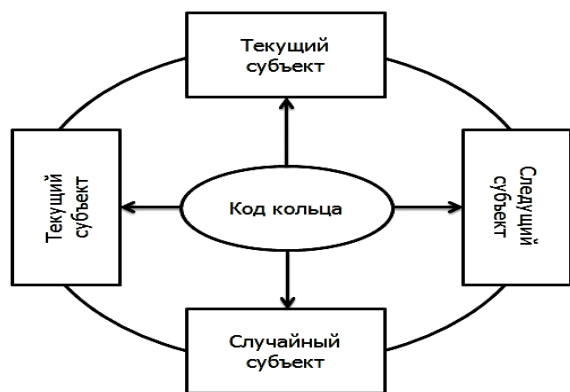 Текущий
субъект
Текущий
субъект
Код кольца
Следущий
субъект
Случайный
субъект